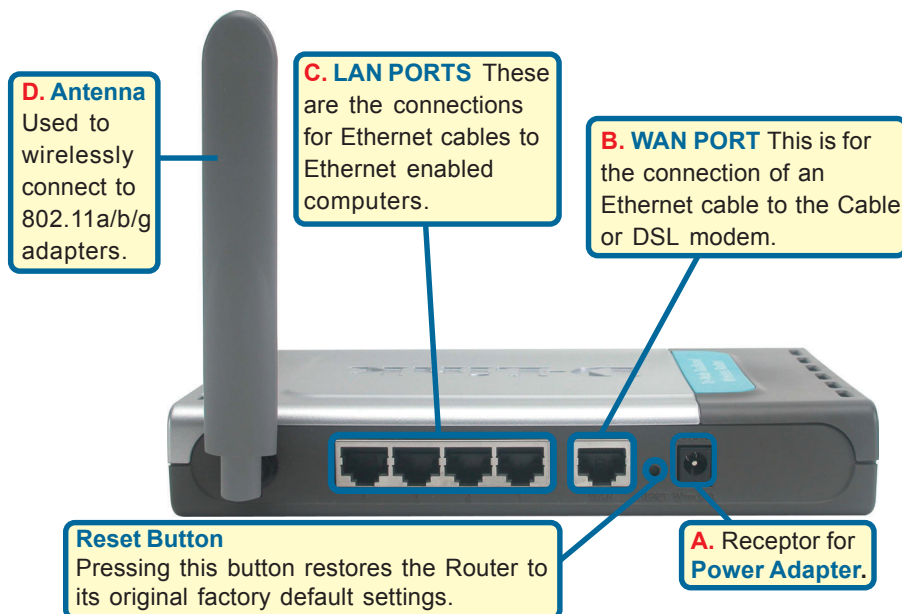 D. Antenna
Used to
wirelessly
connect to
802.11a/b/g
adapters.
C. LAN PORTS These
are the connections
for Ethernet cables to
Ethernet enabled
computers.
B. WAN PORT This is for
the connection of an
Ethernet cable to the Cable
or DSL modem.
Reset Button
Pressing this button restores the Router to
its original factory default settings.
A. Receptor for
Power Adapter.